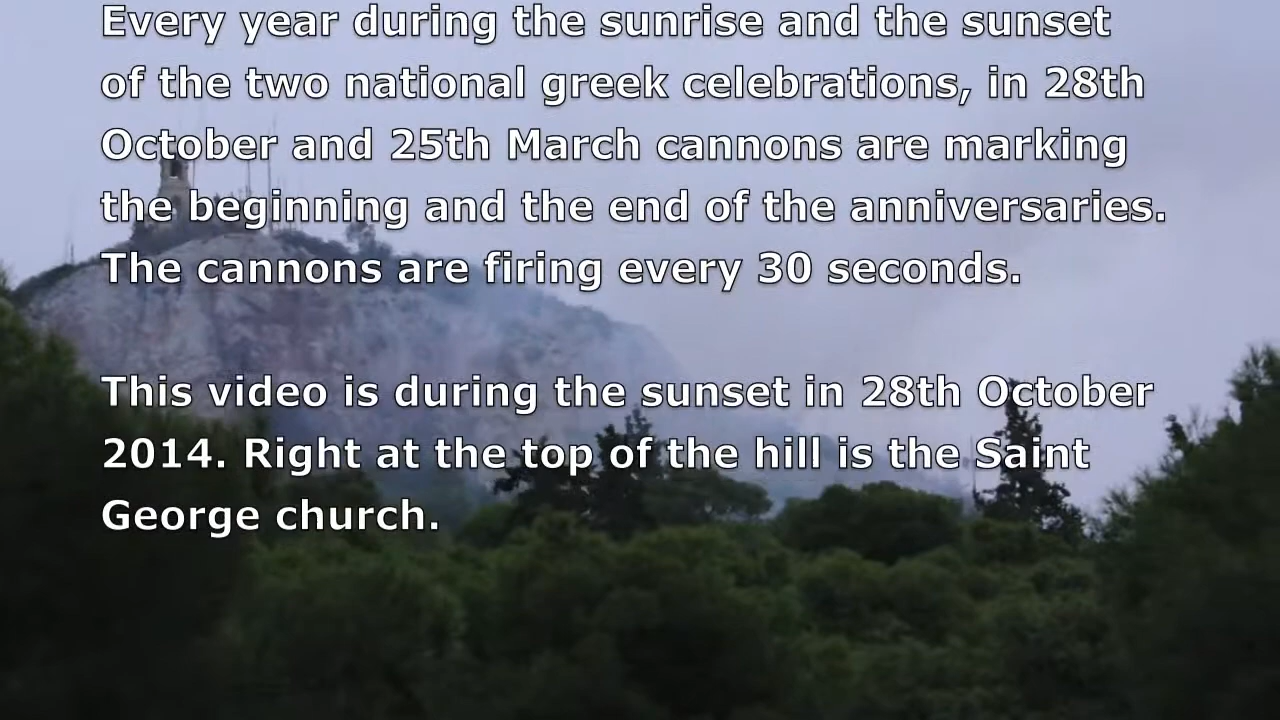 Every year during the sunrise and the sunset
of the two national greek celebrations, in 28th
October and 25th March cannons are marking
the beginning and the end of the anniversaries.
The cannons are firing every 30 seconds.
This video is during the sunset in 28th October
2014. Right at the top of the hill is the Saint
George church.